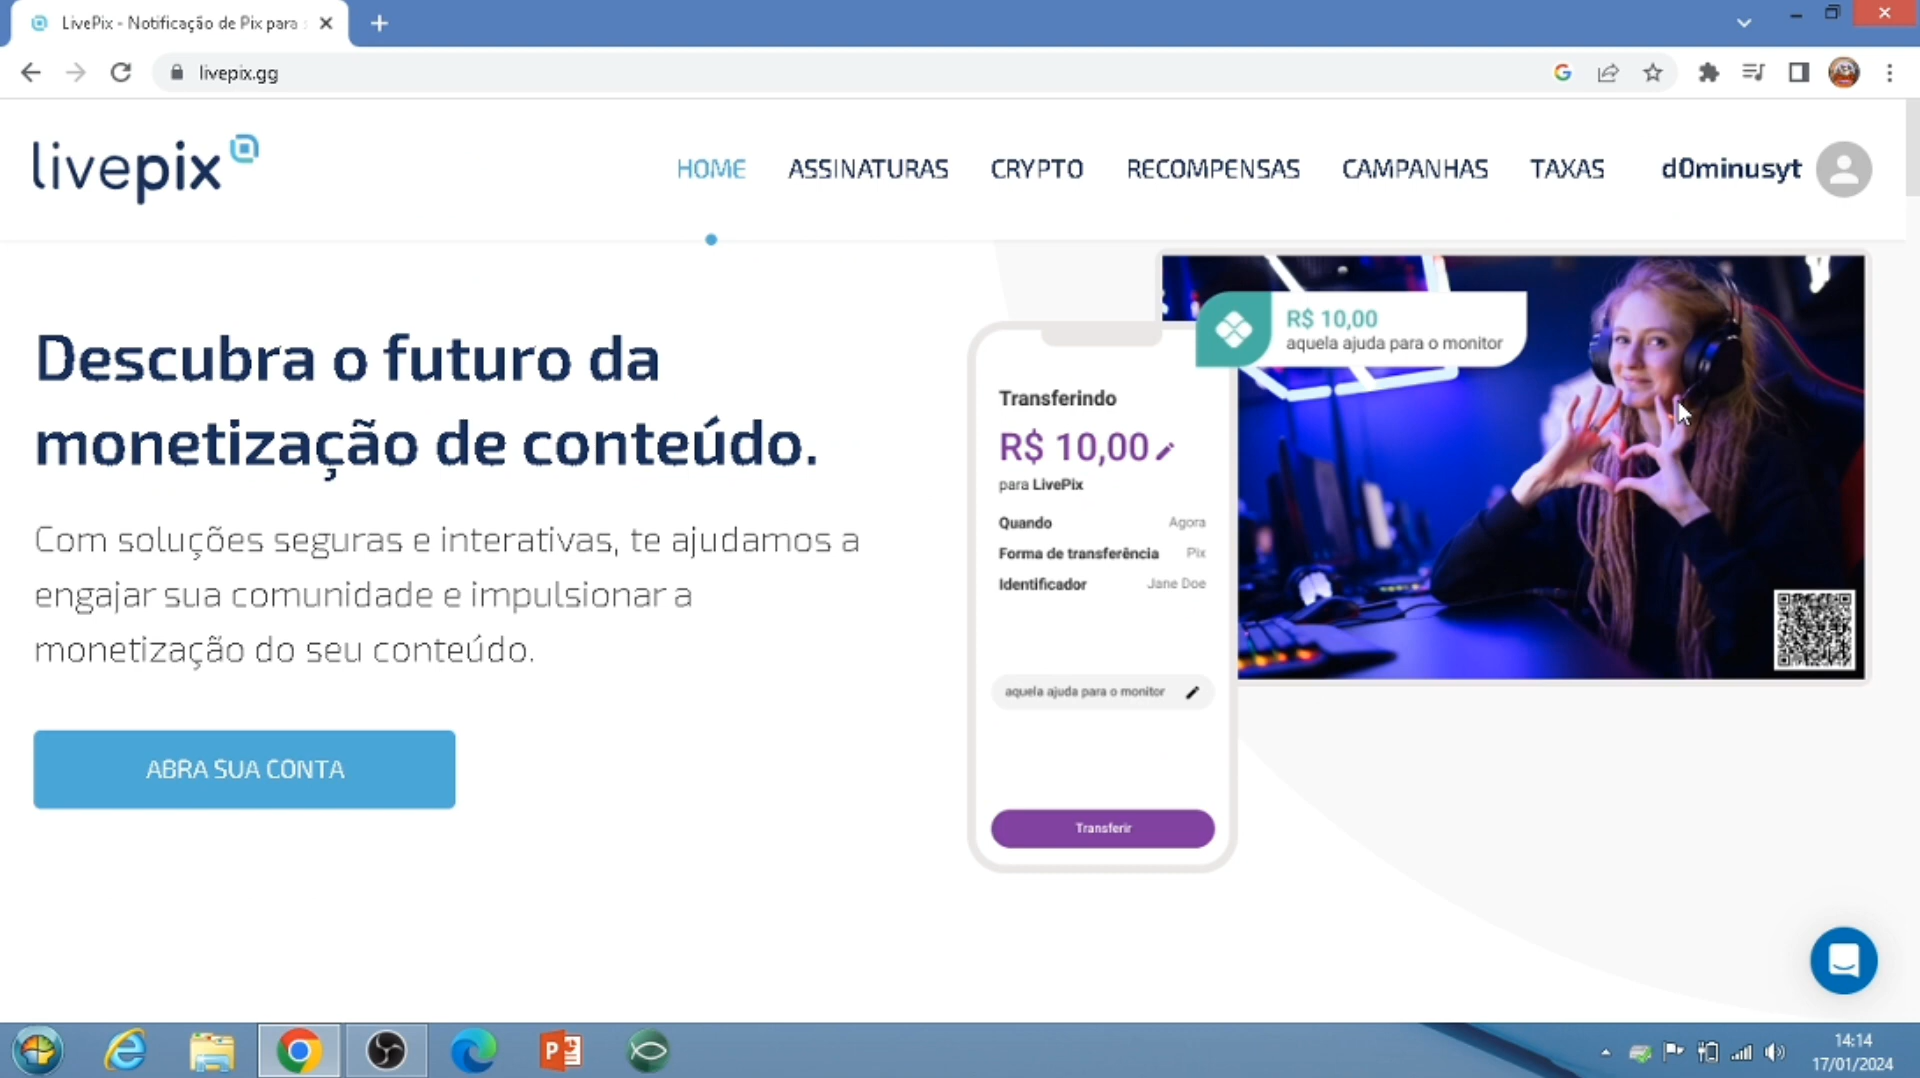 LivePix - Notificação de Pix para s
livepix.gg
livepix
HOME
ASSINATURAS
CRYPTO
RECOMPENSAS
CAMPANHAS
TAXAS
d0minusyt
Descubra o futuro da
monetização de conteúdo.
Com soluções seguras e interativas, te ajudamos a
engajar sua comunidade e impulsionar a
monetização do seu conteúdo.
ABRA SUA CONTA
R$ 10,00
aquela ajuda para o monitor
Transferindo
R$ 10,00
para LivePix
Quando Agora
Forma de transferência Pix
Identificador Jane Doe
aquela ajuda para o monitor
Transferir
14:14
17/01/2024